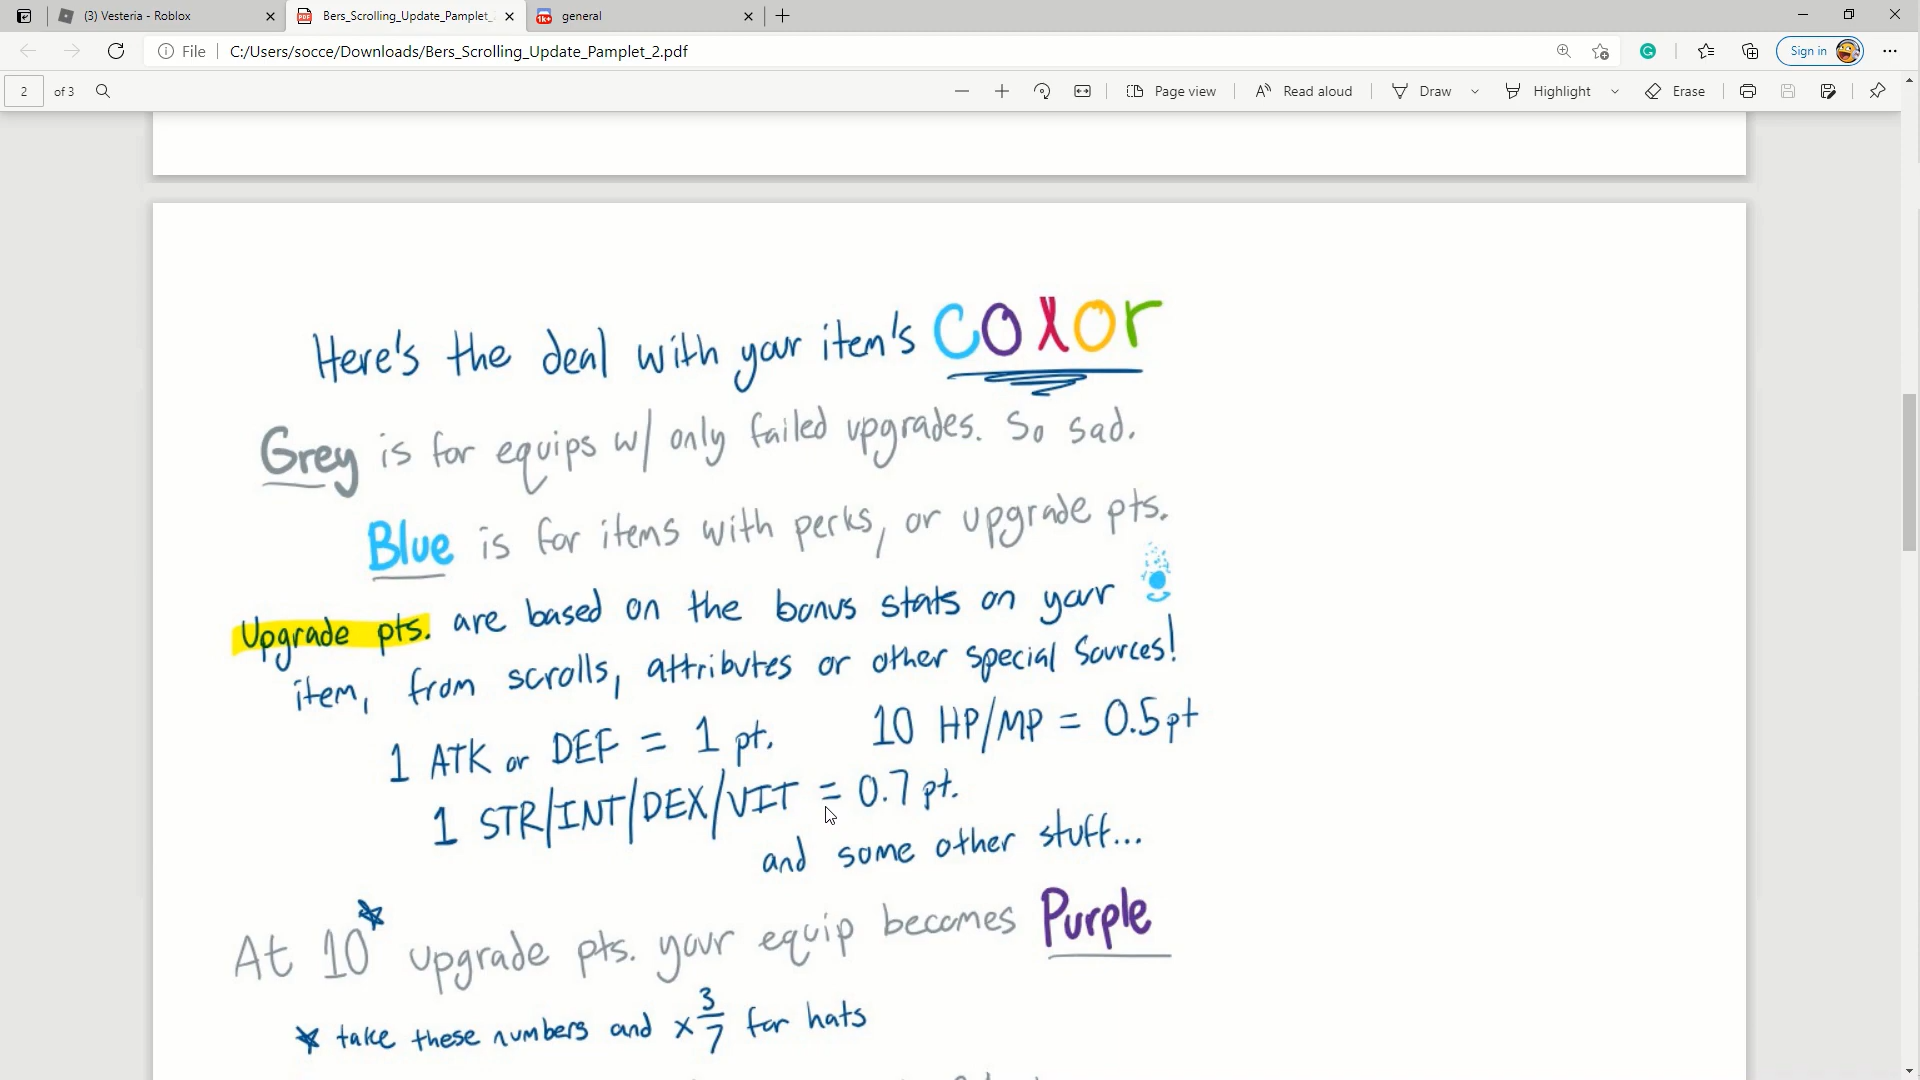 (3) Vesteria - Roblox
Bers_Scrolling_Update_Pamplet_
general
File
C:/Users/socce/Downloads/Bers_Scrolling_Update_Pamplet_2.pdf
Sign in
2 of 3
Page view
Read aloud
Draw
Highlight
Erase
Here's the deal with your item's COLOr
Grey is for equips w/ only failed upgrades. So sad.
Blue is for items with perks, or upgrade pts.
Upgrade pts. are based on the bonus stats on your
item, from scrolls, attributes or other special Sources!
1 ATK or DEF = 1 pt. 10 HP/MP = 0.5pt
1 STR/INT/DEX/VIT = 0.7 pt.
and some other stuff...
At 10* upgrade pts. your equip becomes Purple
* take these numbers and x 3/7 for hats